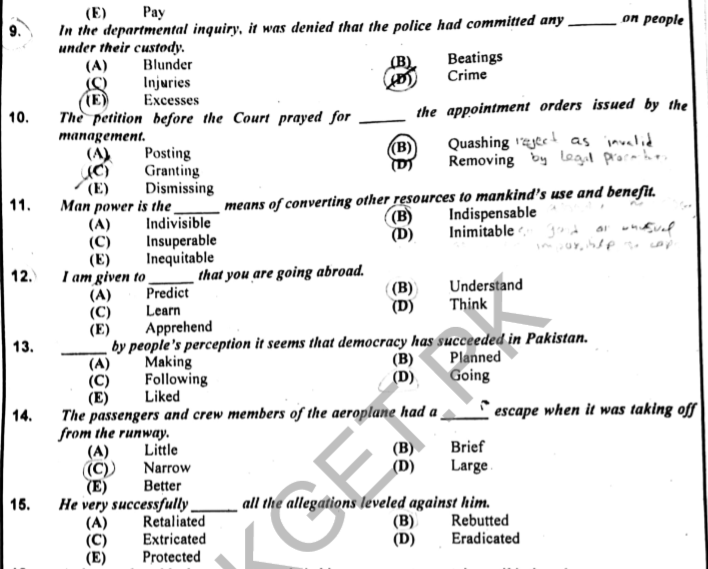 (E) Pay
9. In the departmental inquiry, it was denied that the police had committed any ______ on people
under their custody.
(A) Blunder (B) Beatings
(C) Injuries (D) Crime
(E) Excesses
10. The petition before the Court prayed for ______ the appointment orders issued by the
management.
(A) Posting (B) Quashing reject as invalid
(C) Granting (D) Removing by legal
(E) Dismissing
11. Man power is the ______ means of converting other resources to mankind's use and benefit.
(A) Indivisible (B) Indispensable
(C) Insuperable (D) Inimitable
(E) Inequitable
12. I am given to ______ that you are going abroad.
(A) Predict (B) Understand
(C) Learn (D) Think
(E) Apprehend
13. ______ by people's perception it seems that democracy has succeeded in Pakistan.
(A) Making (B) Planned
(C) Following (D) Going
(E) Liked
14. The passengers and crew members of the aeroplane had a ______ escape when it was taking off
from the runway.
(A) Little (B) Brief
(C) Narrow (D) Large
(E) Better
15. He very successfully ______ all the allegations leveled against him.
(A) Retaliated (B) Rebutted
(C) Extricated (D) Eradicated
(E) Protected
KGET.PK